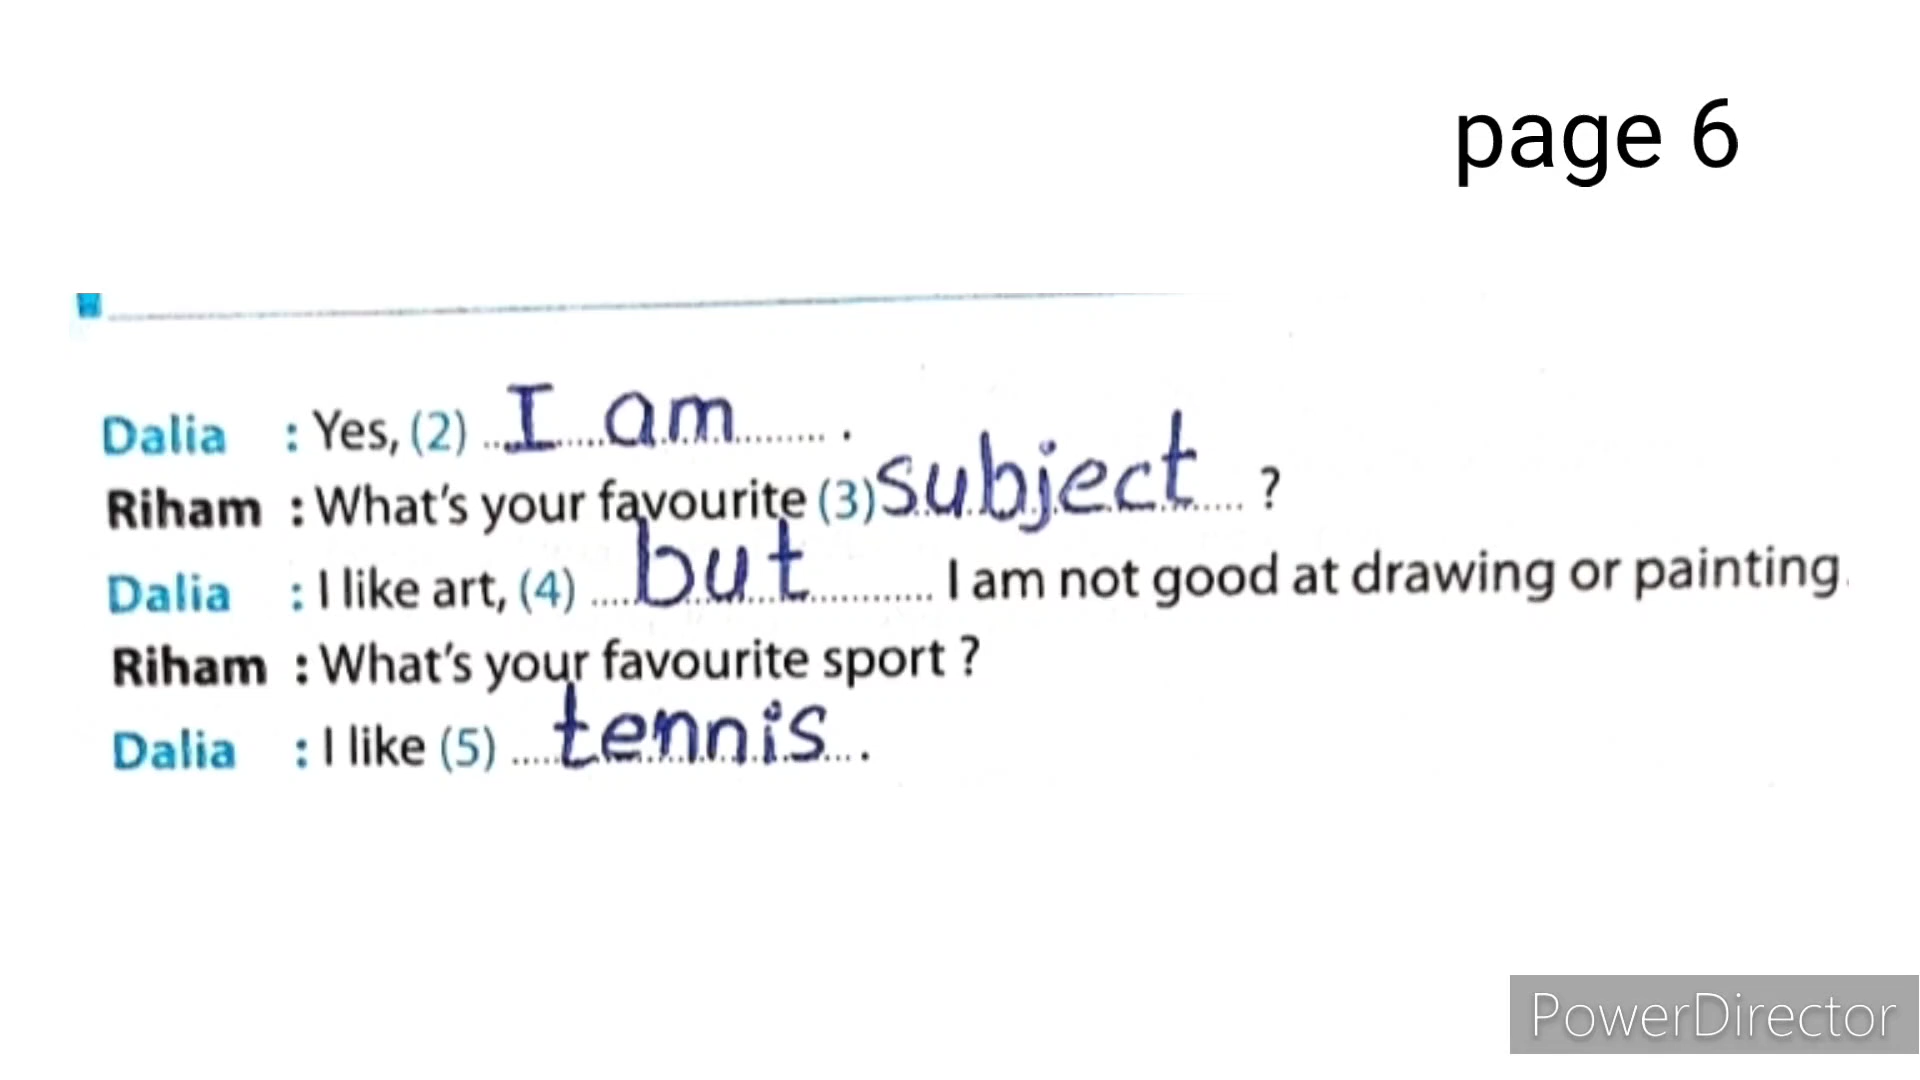 page 6
Dalia : Yes, (2) ..... I am ........... .
Riham : What's your favourite (3) subject ..... ?
Dalia : I like art, (4) ..... but ............ I am not good at drawing or painting.
Riham : What's your favourite sport ?
Dalia : I like (5) ..... tennis ... .
PowerDirector